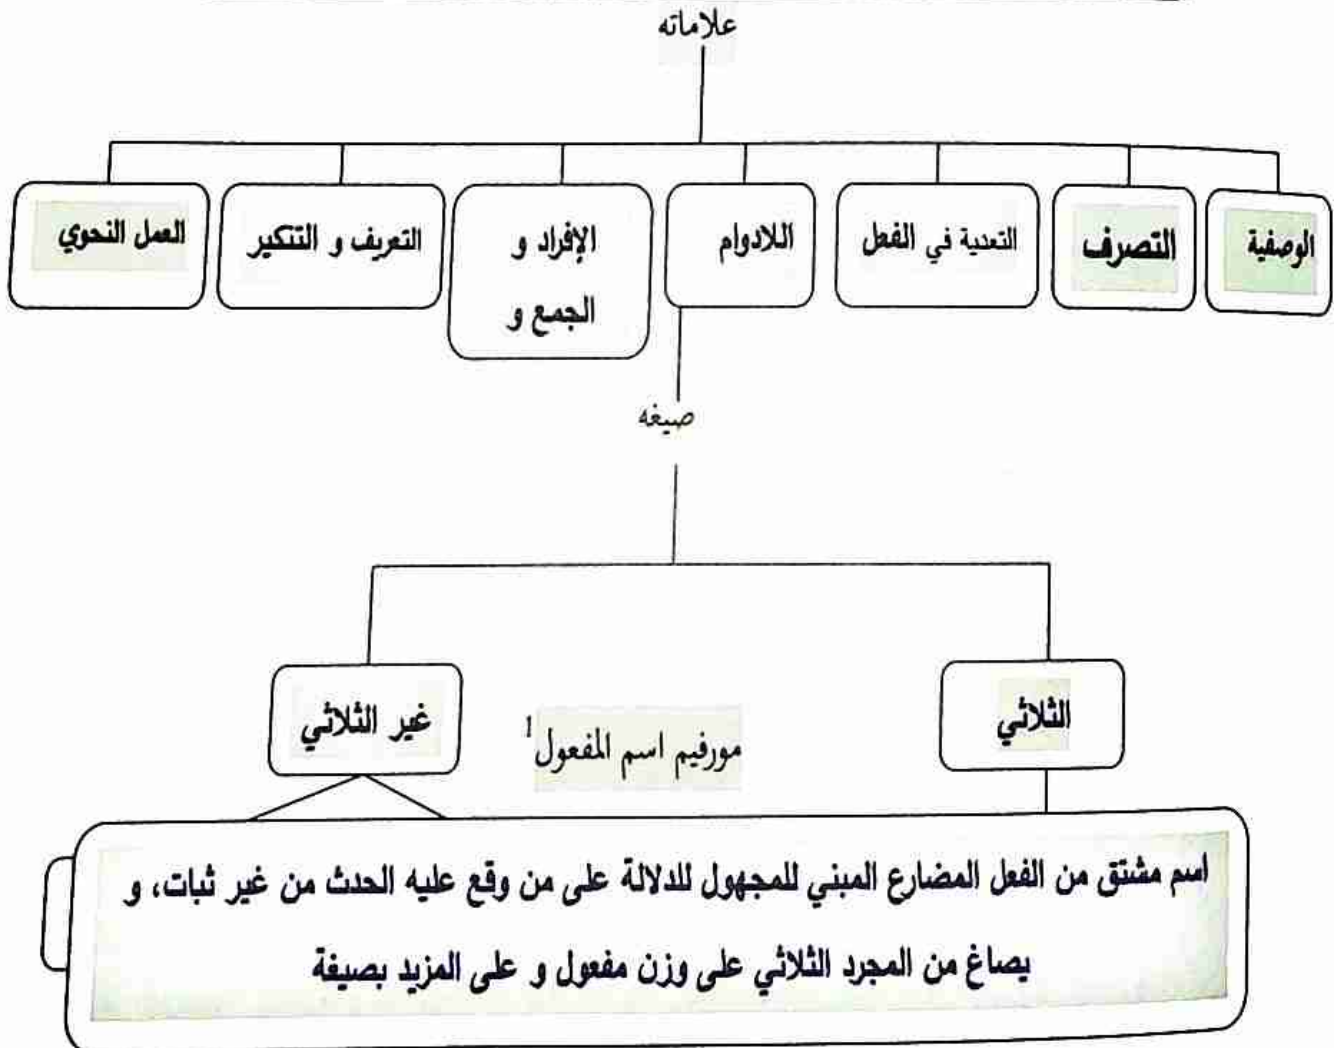 علاماته
الوصفية
التصرف
التعدية في الفعل
اللادوام
الإفراد و
الجمع و
التعريف و التنكير
العمل النحوي
صيغه
الثلاثي
غير الثلاثي
مورفيم اسم المفعول1
اسم مشتق من الفعل المضارع المبني للمجهول للدلالة على من وقع عليه الحدث من غير ثبات، و
يصاغ من المجرد الثلاثي على وزن مفعول و على المزيد بصيغة